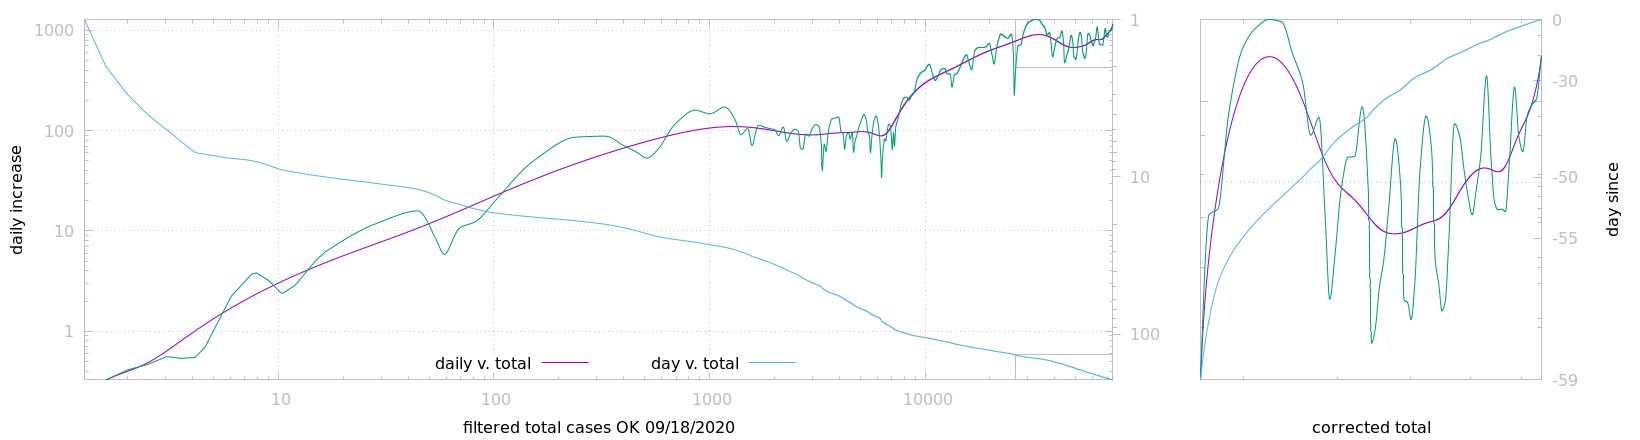 1000
100
10
1
daily increase
daily v. total
day v. total
10
100
1000
10000
filtered total cases OK 09/18/2020
1
10
100
0
-30
-50
-55
-59
day since
corrected total